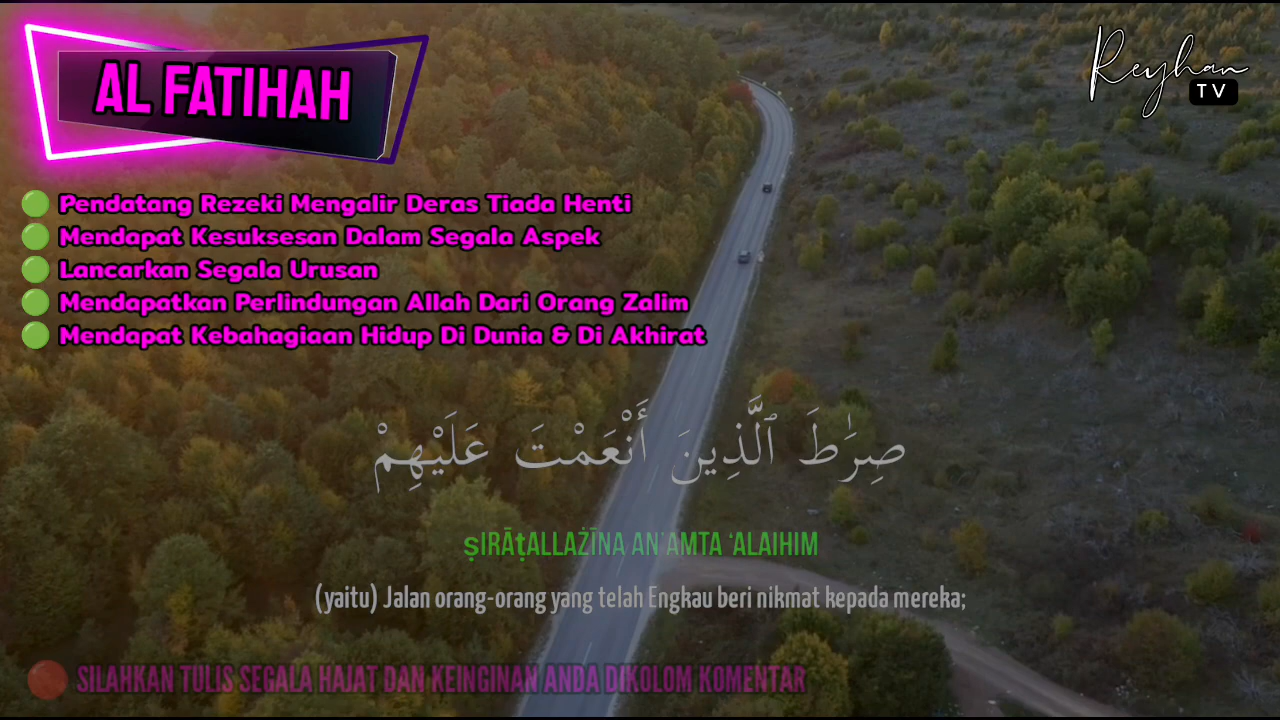 AL FATIHAH
Reyhan
TV
Pendatang Rezeki Mengalir Deras Tiada Henti
Mendapat Kesuksesan Dalam Segala Aspek
Lancarkan Segala Urusan
Mendapatkan Perlindungan Allah Dari Orang Zalim
Mendapat Kebahagiaan Hidup Di Dunia & Di Akhirat
صِرَٰطَ ٱلَّذِينَ أَنْعَمْتَ عَلَيْهِمْ
ṣIRĀṭALLAŻĪNA AN'AMTA 'ALAIHIM
(yaitu) Jalan orang-orang yang telah Engkau beri nikmat kepada mereka;
SILAHKAN TULIS SEGALA HAJAT DAN KEINGINAN ANDA DIKOLOM KOMENTAR